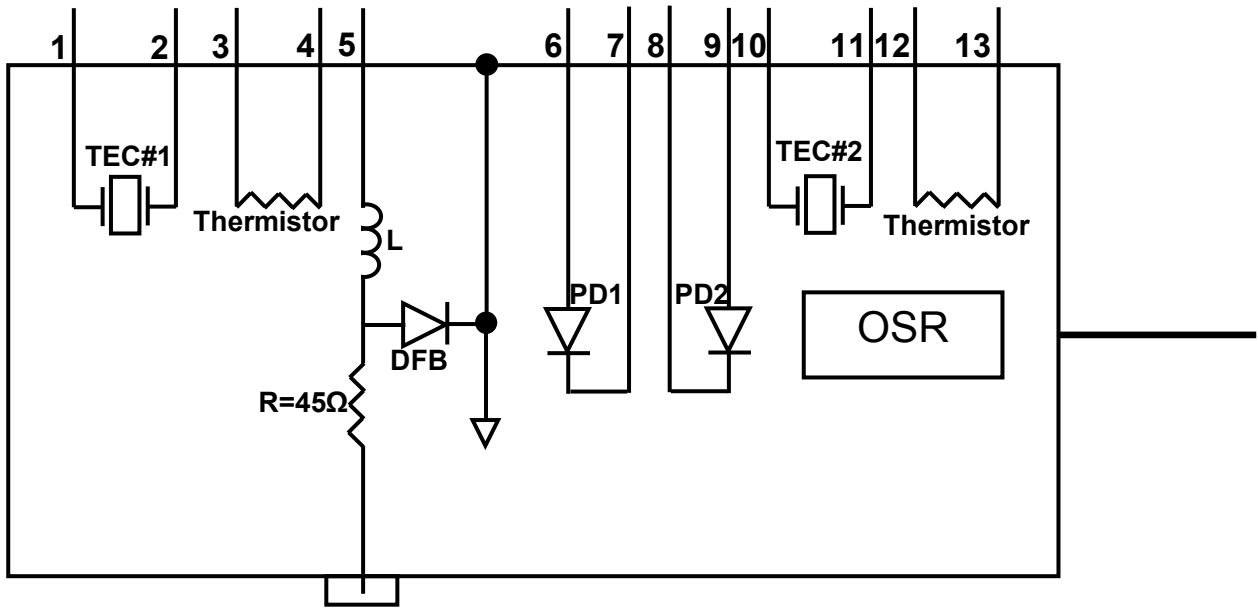 1 2 3 4 5 6 7 8 9 10 11 12 13
TEC#1
TEC#2
Thermistor
Thermistor
L
PD1
PD2
OSR
DFB
R=45Ω